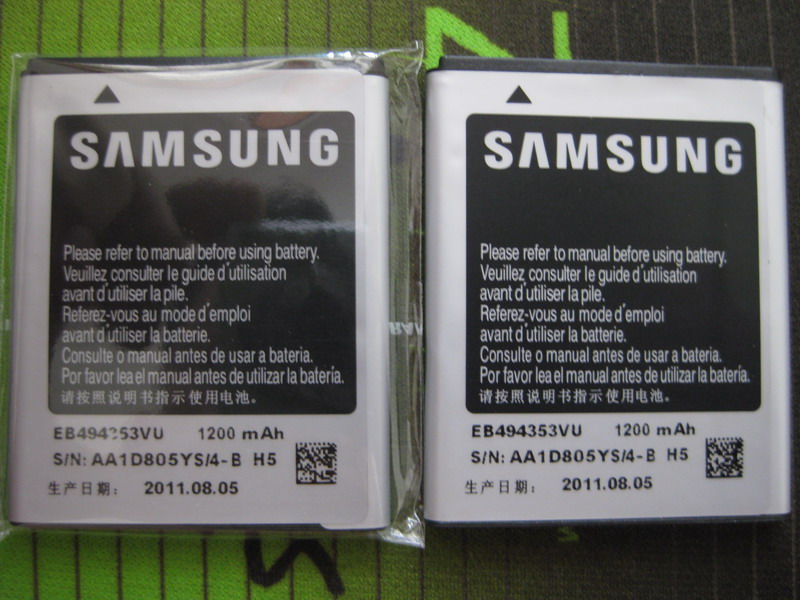 SAMSUNG
Please refer to manual before using battery.
Veuillez consulter le guide d'utilisation
avant d'utiliser la pile.
Referez-vous au mode d'emploi
avant d'utiliser la batterie.
Consulte o manual antes de usar a bateria.
Por favor lea el manual antes de utilizar la batería.
请按照说明书指示使用电池。
EB494353VU 1200 mAh
S/N: AA1D805YS/4-B H5
生产日期: 2011.08.05
SAMSUNG
Please refer to manual before using battery.
Veuillez consulter le guide d'utilisation
avant d'utiliser la pile.
Referez-vous au mode d'emploi
avant d'utiliser la batterie.
Consulte o manual antes de usar a bateria.
Por favor lea el manual antes de utilizar la batería.
请按照说明书指示使用电池。
EB494353VU 1200 mAh
S/N: AA1D805YS/4-B H5
生产日期: 2011.08.05